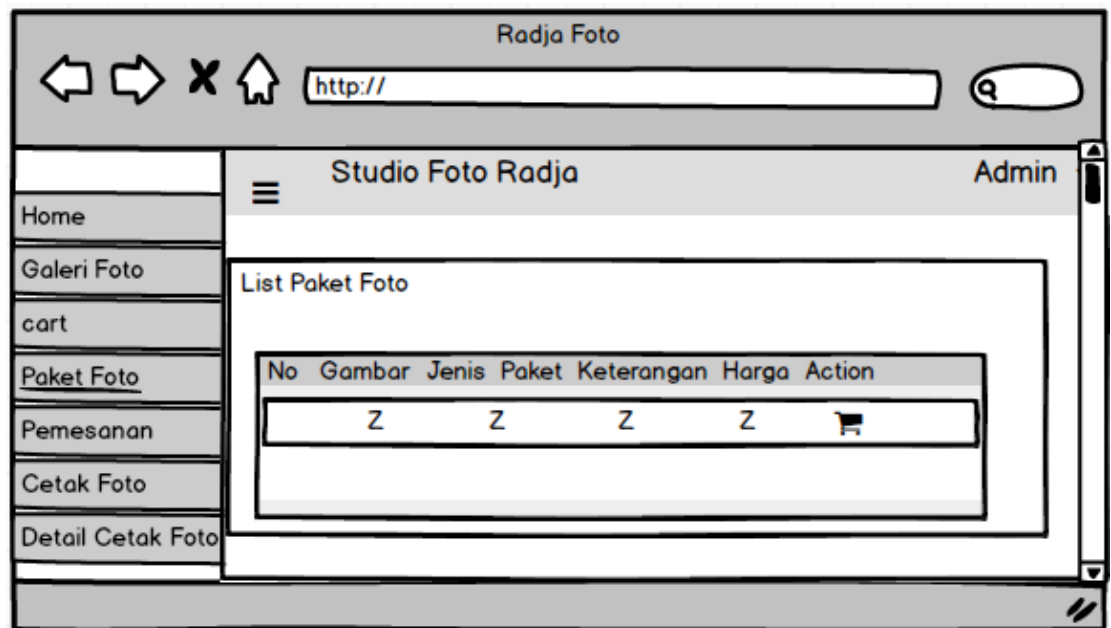 Radja Foto
http://
Studio Foto Radja
Admin
Home
Galeri Foto
cart
Paket Foto
Pemesanan
Cetak Foto
Detail Cetak Foto
List Paket Foto
No Gambar Jenis Paket Keterangan Harga Action
Z Z Z Z